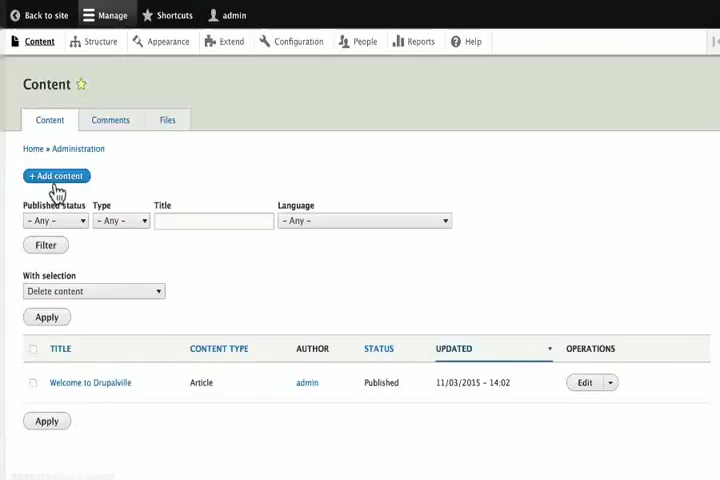 Back to site Manage Shortcuts admin
Content Structure Appearance Extend Configuration People Reports Help
Content
Content Comments Files
Home » Administration
+ Add content
Published status Type Title Language
- Any - - Any - - Any -
Filter
With selection
Delete content
Apply
TITLE CONTENT TYPE AUTHOR STATUS UPDATED OPERATIONS
Welcome to Drupalville Article admin Published 11/03/2015 - 14:02 Edit
Apply